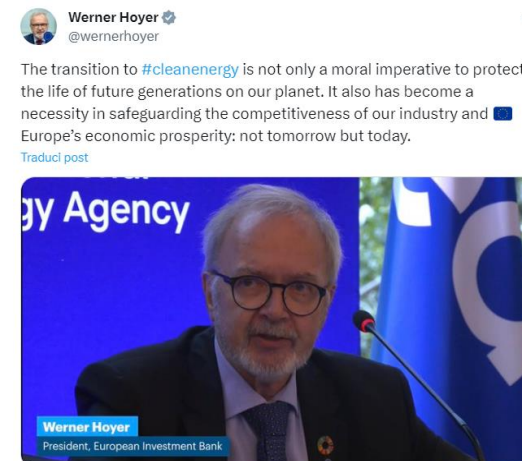 Werner Hoyer
@wernerhoyer
The transition to #cleanenergy is not only a moral imperative to protect
the life of future generations on our planet. It also has become a
necessity in safeguarding the competitiveness of our industry and 🇪🇺
Europe's economic prosperity: not tomorrow but today.
Traduci post
gy Agency
Werner Hoyer
President, European Investment Bank